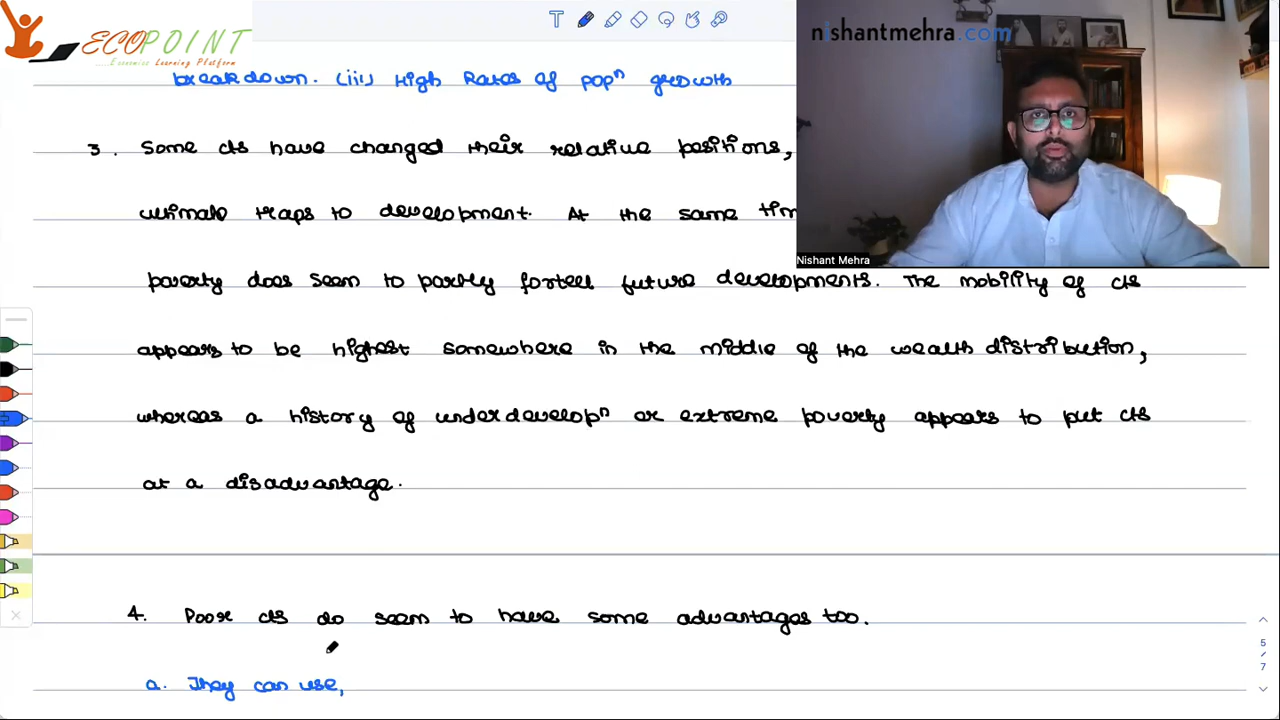 ECOPOINT
.....Economics Learning Platform
T
nishantmehra.com
breakdown. (iii) High Rates of popⁿ growth
3. Some cts have changed their relative positions,
ultimate traps to development. At the same tim
Nishant Mehra
poverty does seem to partly fortell future developments. The mobility of cts
appears to be highest somewhere in the middle of the wealth distribution,
whereas a history of underdevelopⁿ or extreme poverty appears to put cts
at a disadvantage.
4. Poor cts do seem to have some advantages too.
a. They can use,
5
/
7